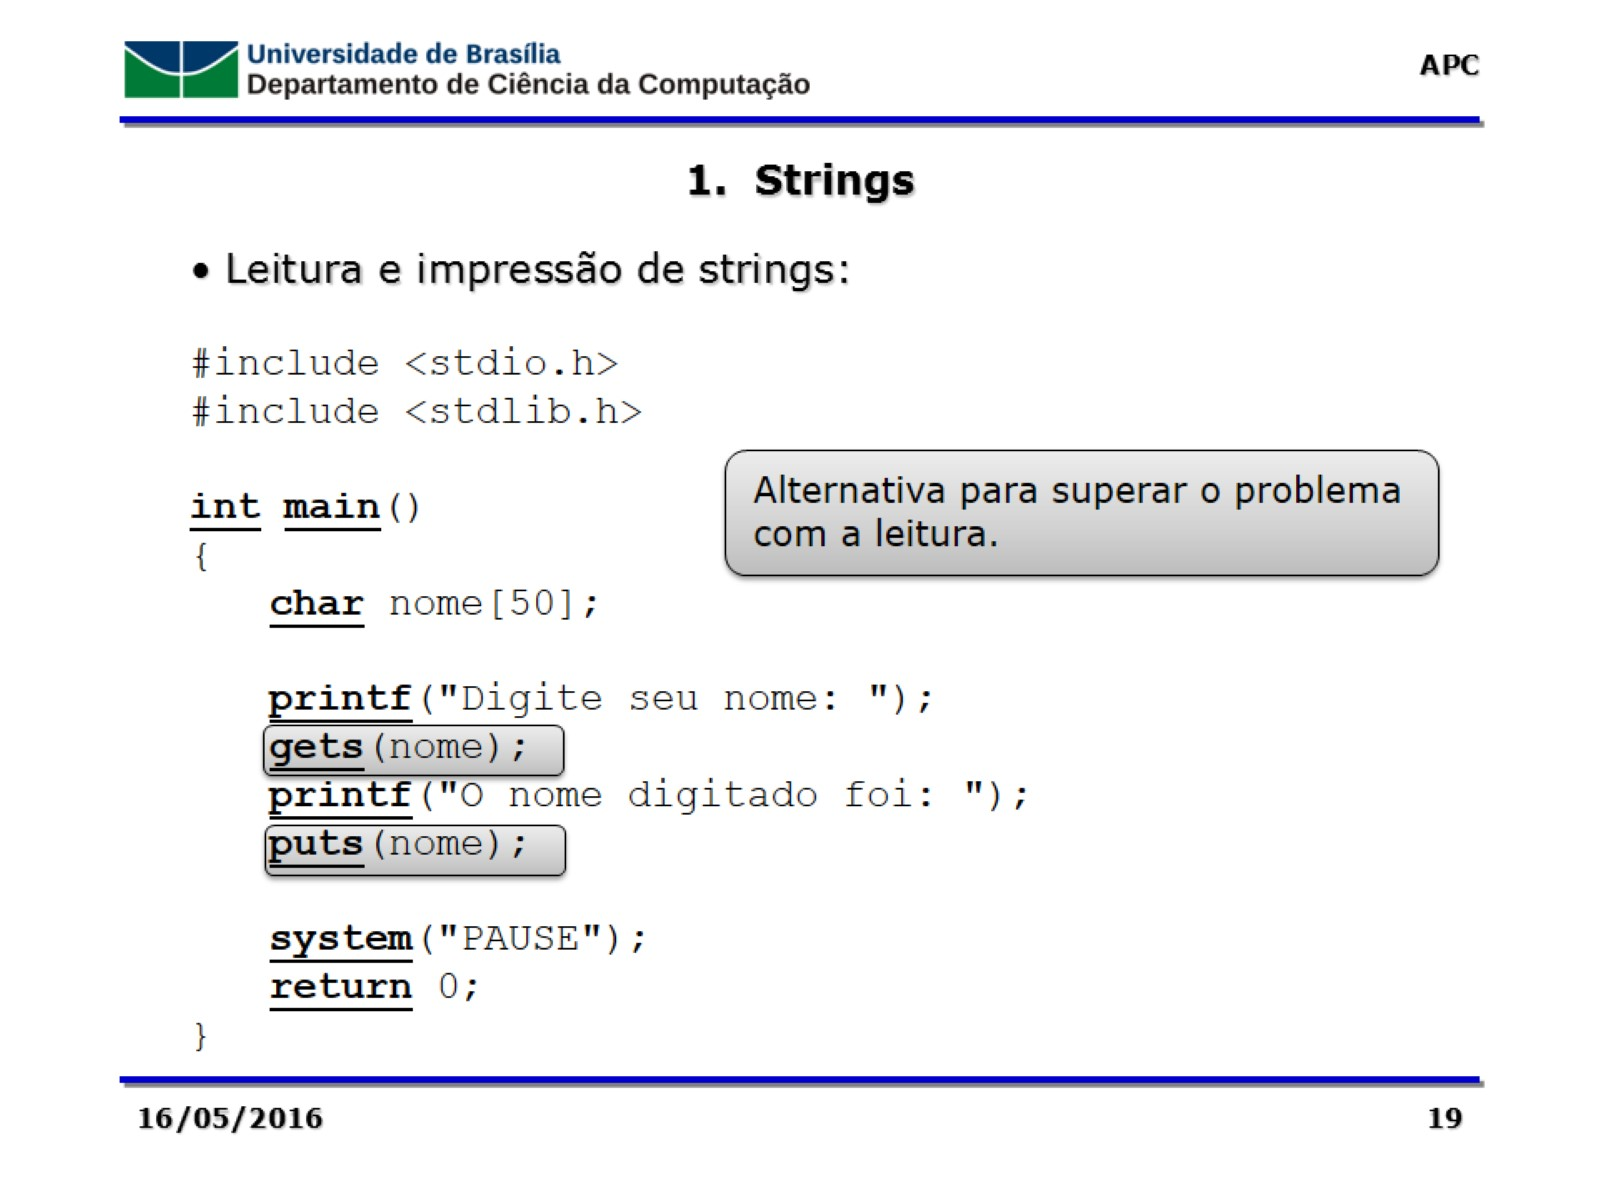 Universidade de Brasília
Departamento de Ciência da Computação
APC
1. Strings
• Leitura e impressão de strings:
#include <stdio.h>
#include <stdlib.h>
int main()
{
char nome[50];
Alternativa para superar o problema
com a leitura.
printf("Digite seu nome: ");
gets(nome);
printf("O nome digitado foi: ");
puts(nome);
system("PAUSE");
return 0;
}
16/05/2016
19